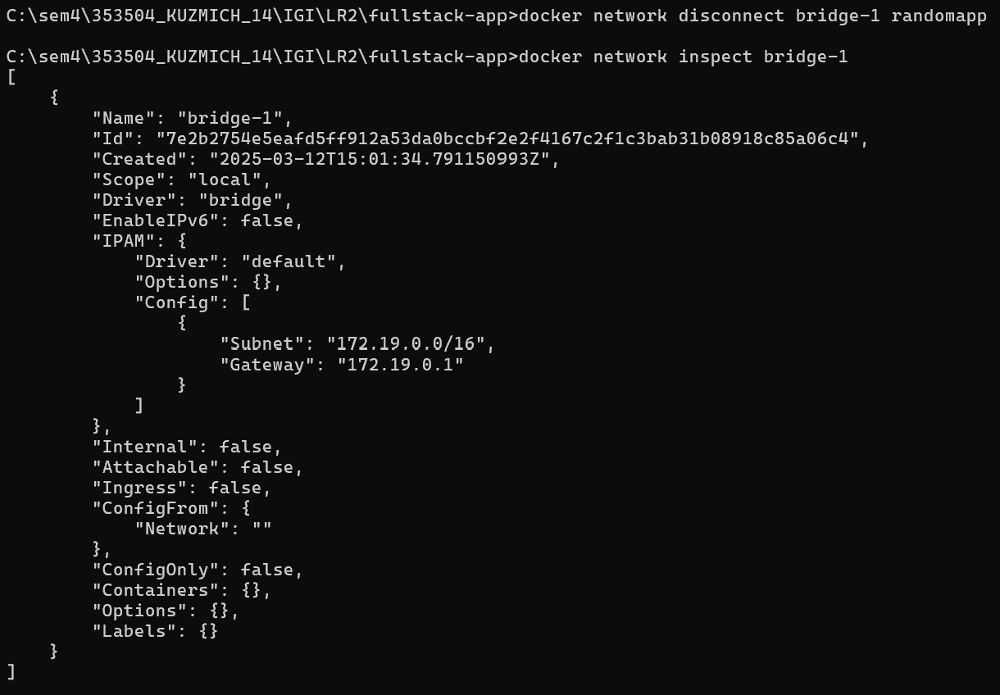 C:\sem4\353504_KUZMICH_14\IGI\LR2\fullstack-app>docker network disconnect bridge-1 randomapp
C:\sem4\353504_KUZMICH_14\IGI\LR2\fullstack-app>docker network inspect bridge-1
[
    {
        "Name": "bridge-1",
        "Id": "7e2b2754e5eafd5ff912a53da0bccbf2e2f4167c2f1c3bab31b08918c85a06c4",
        "Created": "2025-03-12T15:01:34.791150993Z",
        "Scope": "local",
        "Driver": "bridge",
        "EnableIPv6": false,
        "IPAM": {
            "Driver": "default",
            "Options": {},
            "Config": [
                {
                    "Subnet": "172.19.0.0/16",
                    "Gateway": "172.19.0.1"
                }
            ]
        },
        "Internal": false,
        "Attachable": false,
        "Ingress": false,
        "ConfigFrom": {
            "Network": ""
        },
        "ConfigOnly": false,
        "Containers": {},
        "Options": {},
        "Labels": {}
    }
]